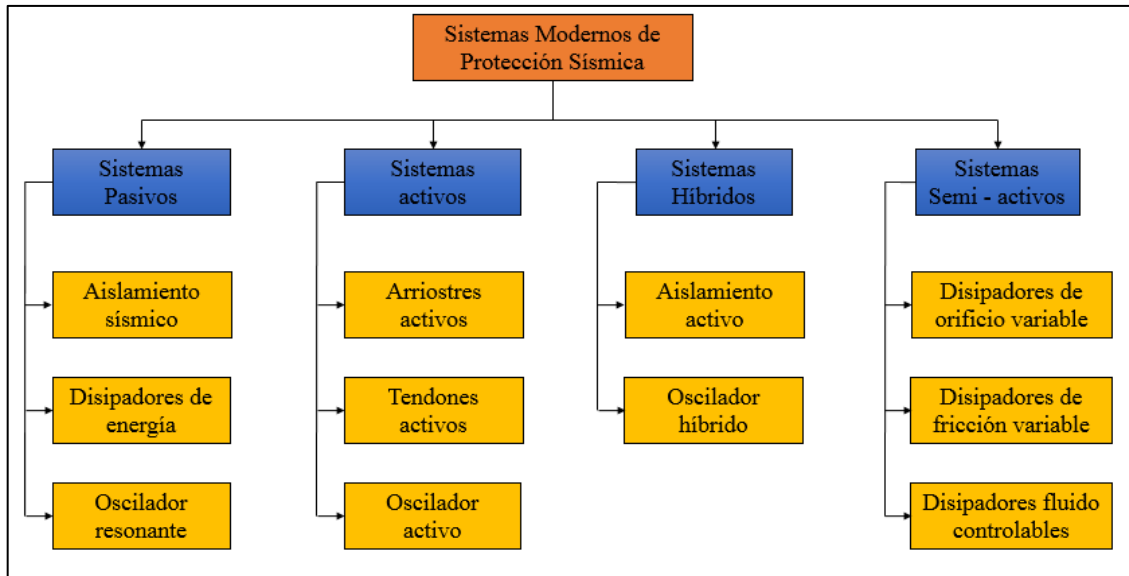 Sistemas Modernos de
Protección Sísmica
Sistemas
Pasivos
Sistemas
activos
Sistemas
Híbridos
Sistemas
Semi - activos
Aislamiento
sísmico
Arriostres
activos
Aislamiento
activo
Disipadores de
orificio variable
Disipadores de
energía
Tendones
activos
Oscilador
híbrido
Disipadores de
fricción variable
Oscilador
resonante
Oscilador
activo
Disipadores fluido
controlables